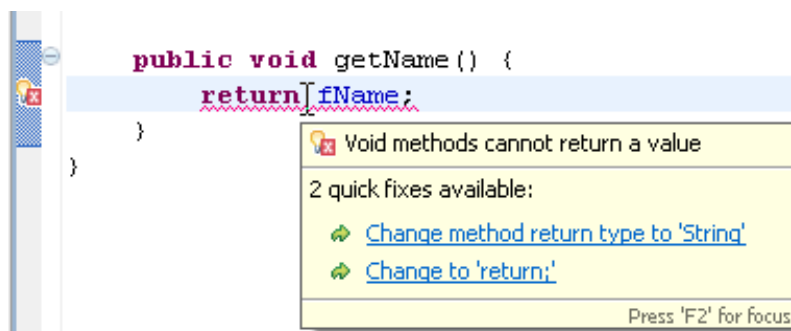 public void getName() {
return fName;
}
}
Void methods cannot return a value
2 quick fixes available:
Change method return type to 'String'
Change to 'return;'
Press 'F2' for focus